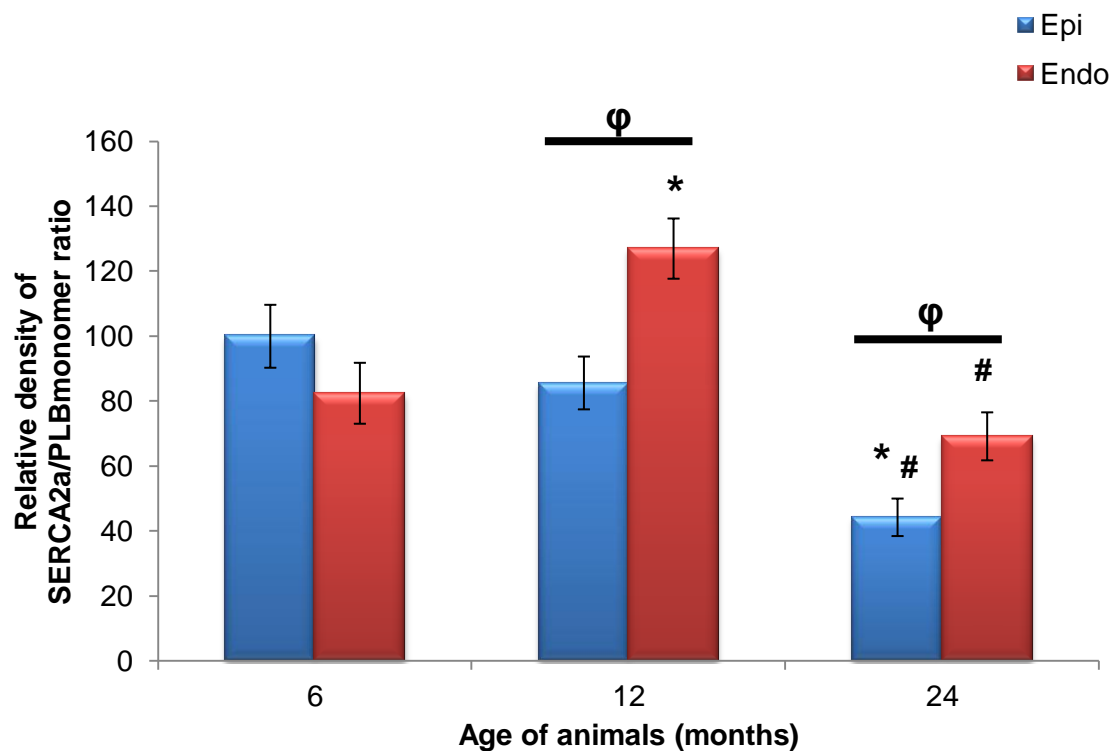 Epi
Endo
Relative density of
SERCA2a/PLBmonomer ratio
160
140
120
100
80
60
40
20
0
φ
*
φ
#
* #
6
12
24
Age of animals (months)